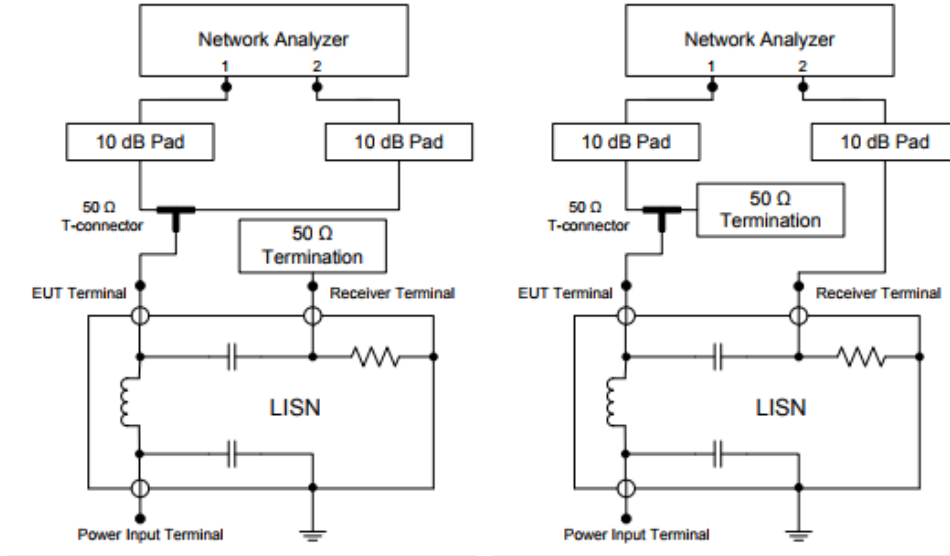 Network Analyzer
1 2
10 dB Pad
10 dB Pad
50 Ω
T-connector
50 Ω
Termination
EUT Terminal
Receiver Terminal
LISN
Power Input Terminal
Network Analyzer
1 2
10 dB Pad
10 dB Pad
50 Ω
T-connector
50 Ω
Termination
EUT Terminal
Receiver Terminal
LISN
Power Input Terminal